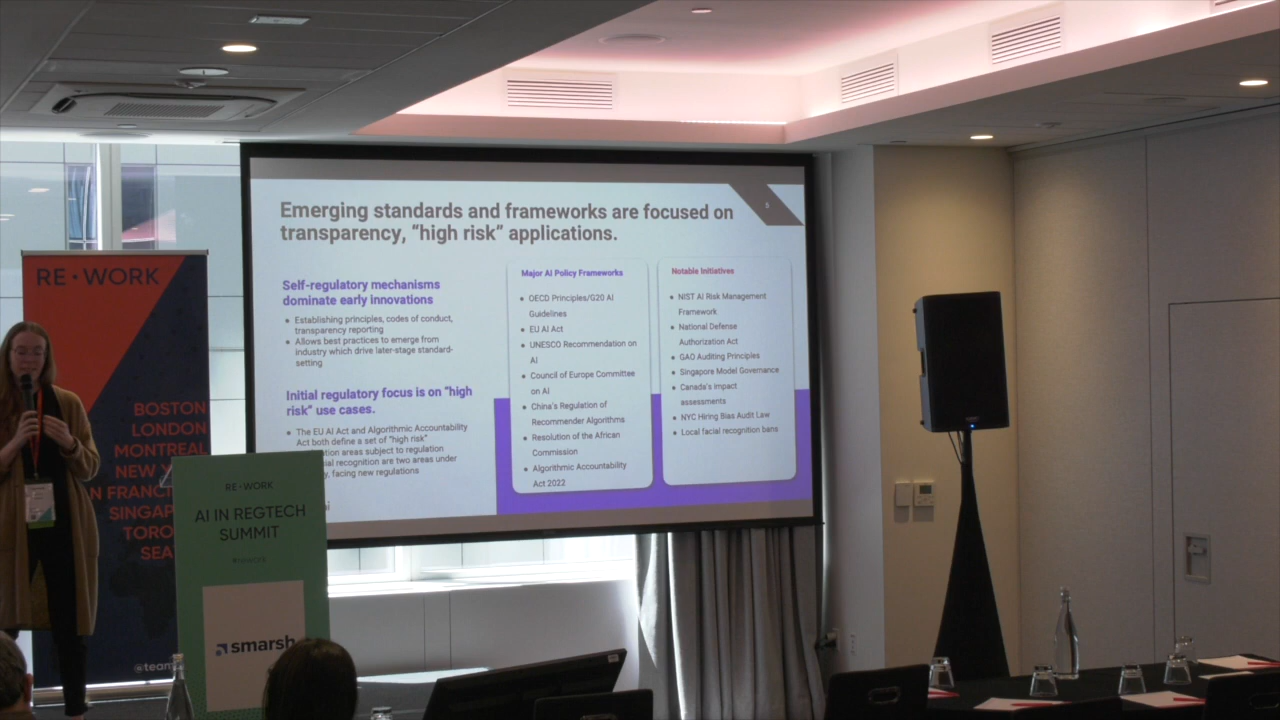 RE·WORK
BOSTON
LONDON
MONTREAL
NEW
FRANC
SINGAP
TORO
SEA
@team
RE·WORK
AI IN REGTECH
SUMMIT
smarsh
5
Emerging standards and frameworks are focused on
transparency, “high risk” applications.
Self-regulatory mechanisms
dominate early innovations
● Establishing principles, codes of conduct,
transparency reporting
● Allows best practices to emerge from
industry which drive later-stage standard-
setting
Initial regulatory focus is on “high
risk” use cases.
● The EU AI Act and Algorithmic Accountability
Act both define a set of “high risk”
tion areas subject to regulation
ial recognition are two areas under
y, facing new regulations
ai
Major AI Policy Frameworks
● OECD Principles/G20 AI
Guidelines
● EU AI Act
● UNESCO Recommendation on
AI
● Council of Europe Committee
on AI
● China's Regulation of
Recommender Algorithms
● Resolution of the African
Commission
● Algorithmic Accountability
Act 2022
Notable Initiatives
● NIST AI Risk Management
Framework
● National Defense
Authorization Act
● GAO Auditing Principles
● Singapore Model Governance
● Canada's impact
assessments
● NYC Hiring Bias Audit Law
● Local facial recognition bans